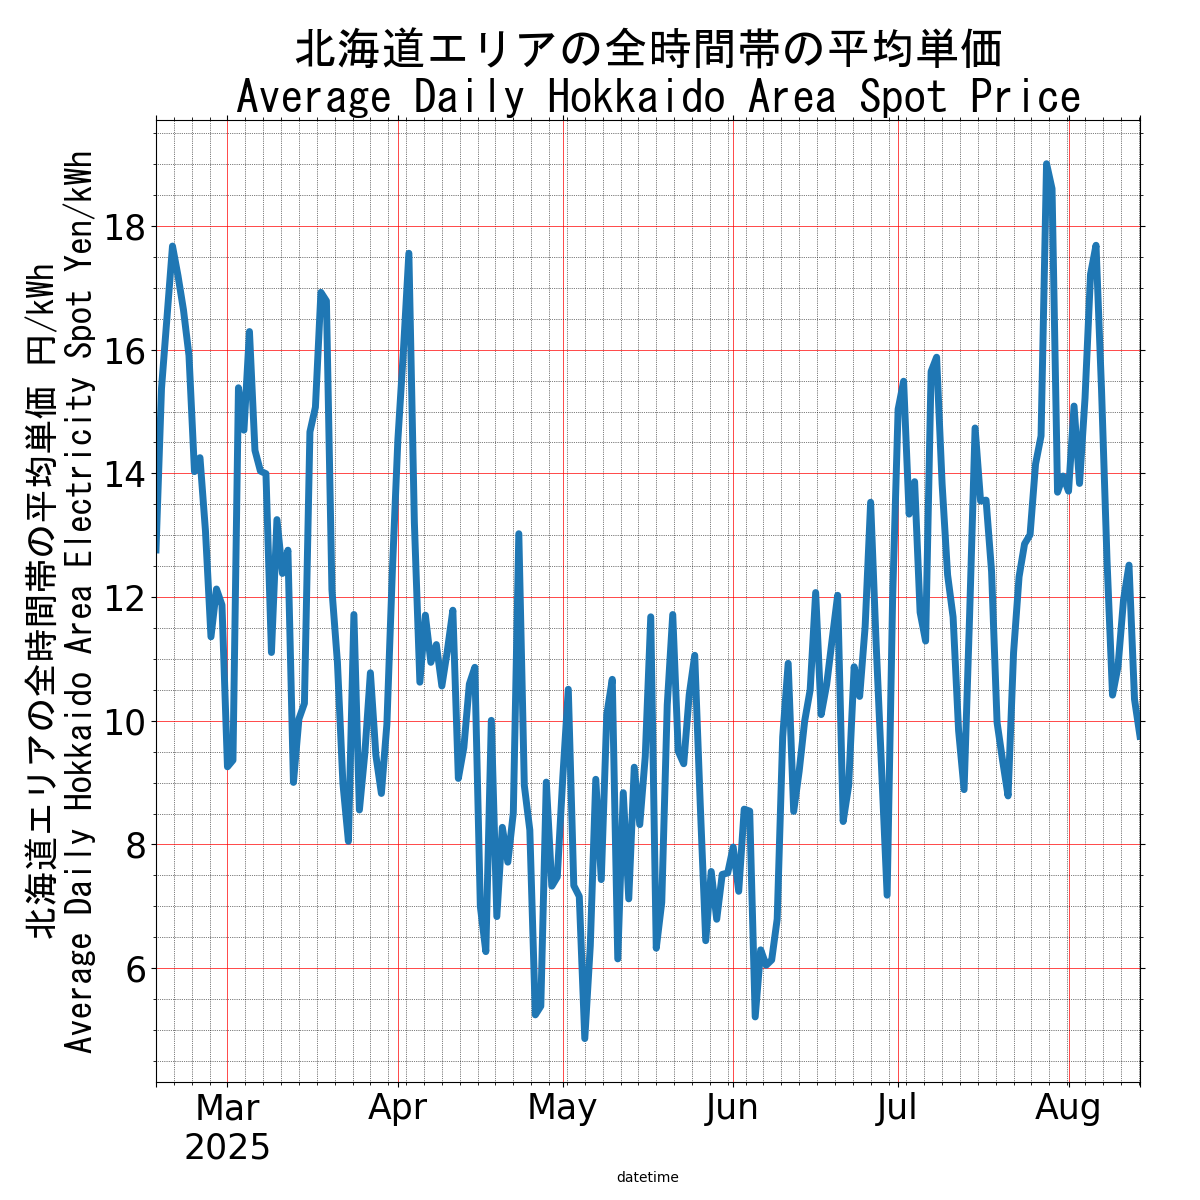 北海道エリアの全時間帯の平均単価
Average Daily Hokkaido Area Spot Price
北海道エリアの全時間帯の平均単価 円/kWh
Average Daily Hokkaido Area Electricity Spot Yen/kWh
18
16
14
12
10
8
6
Mar
2025
Apr
May
Jun
Jul
Aug
datetime